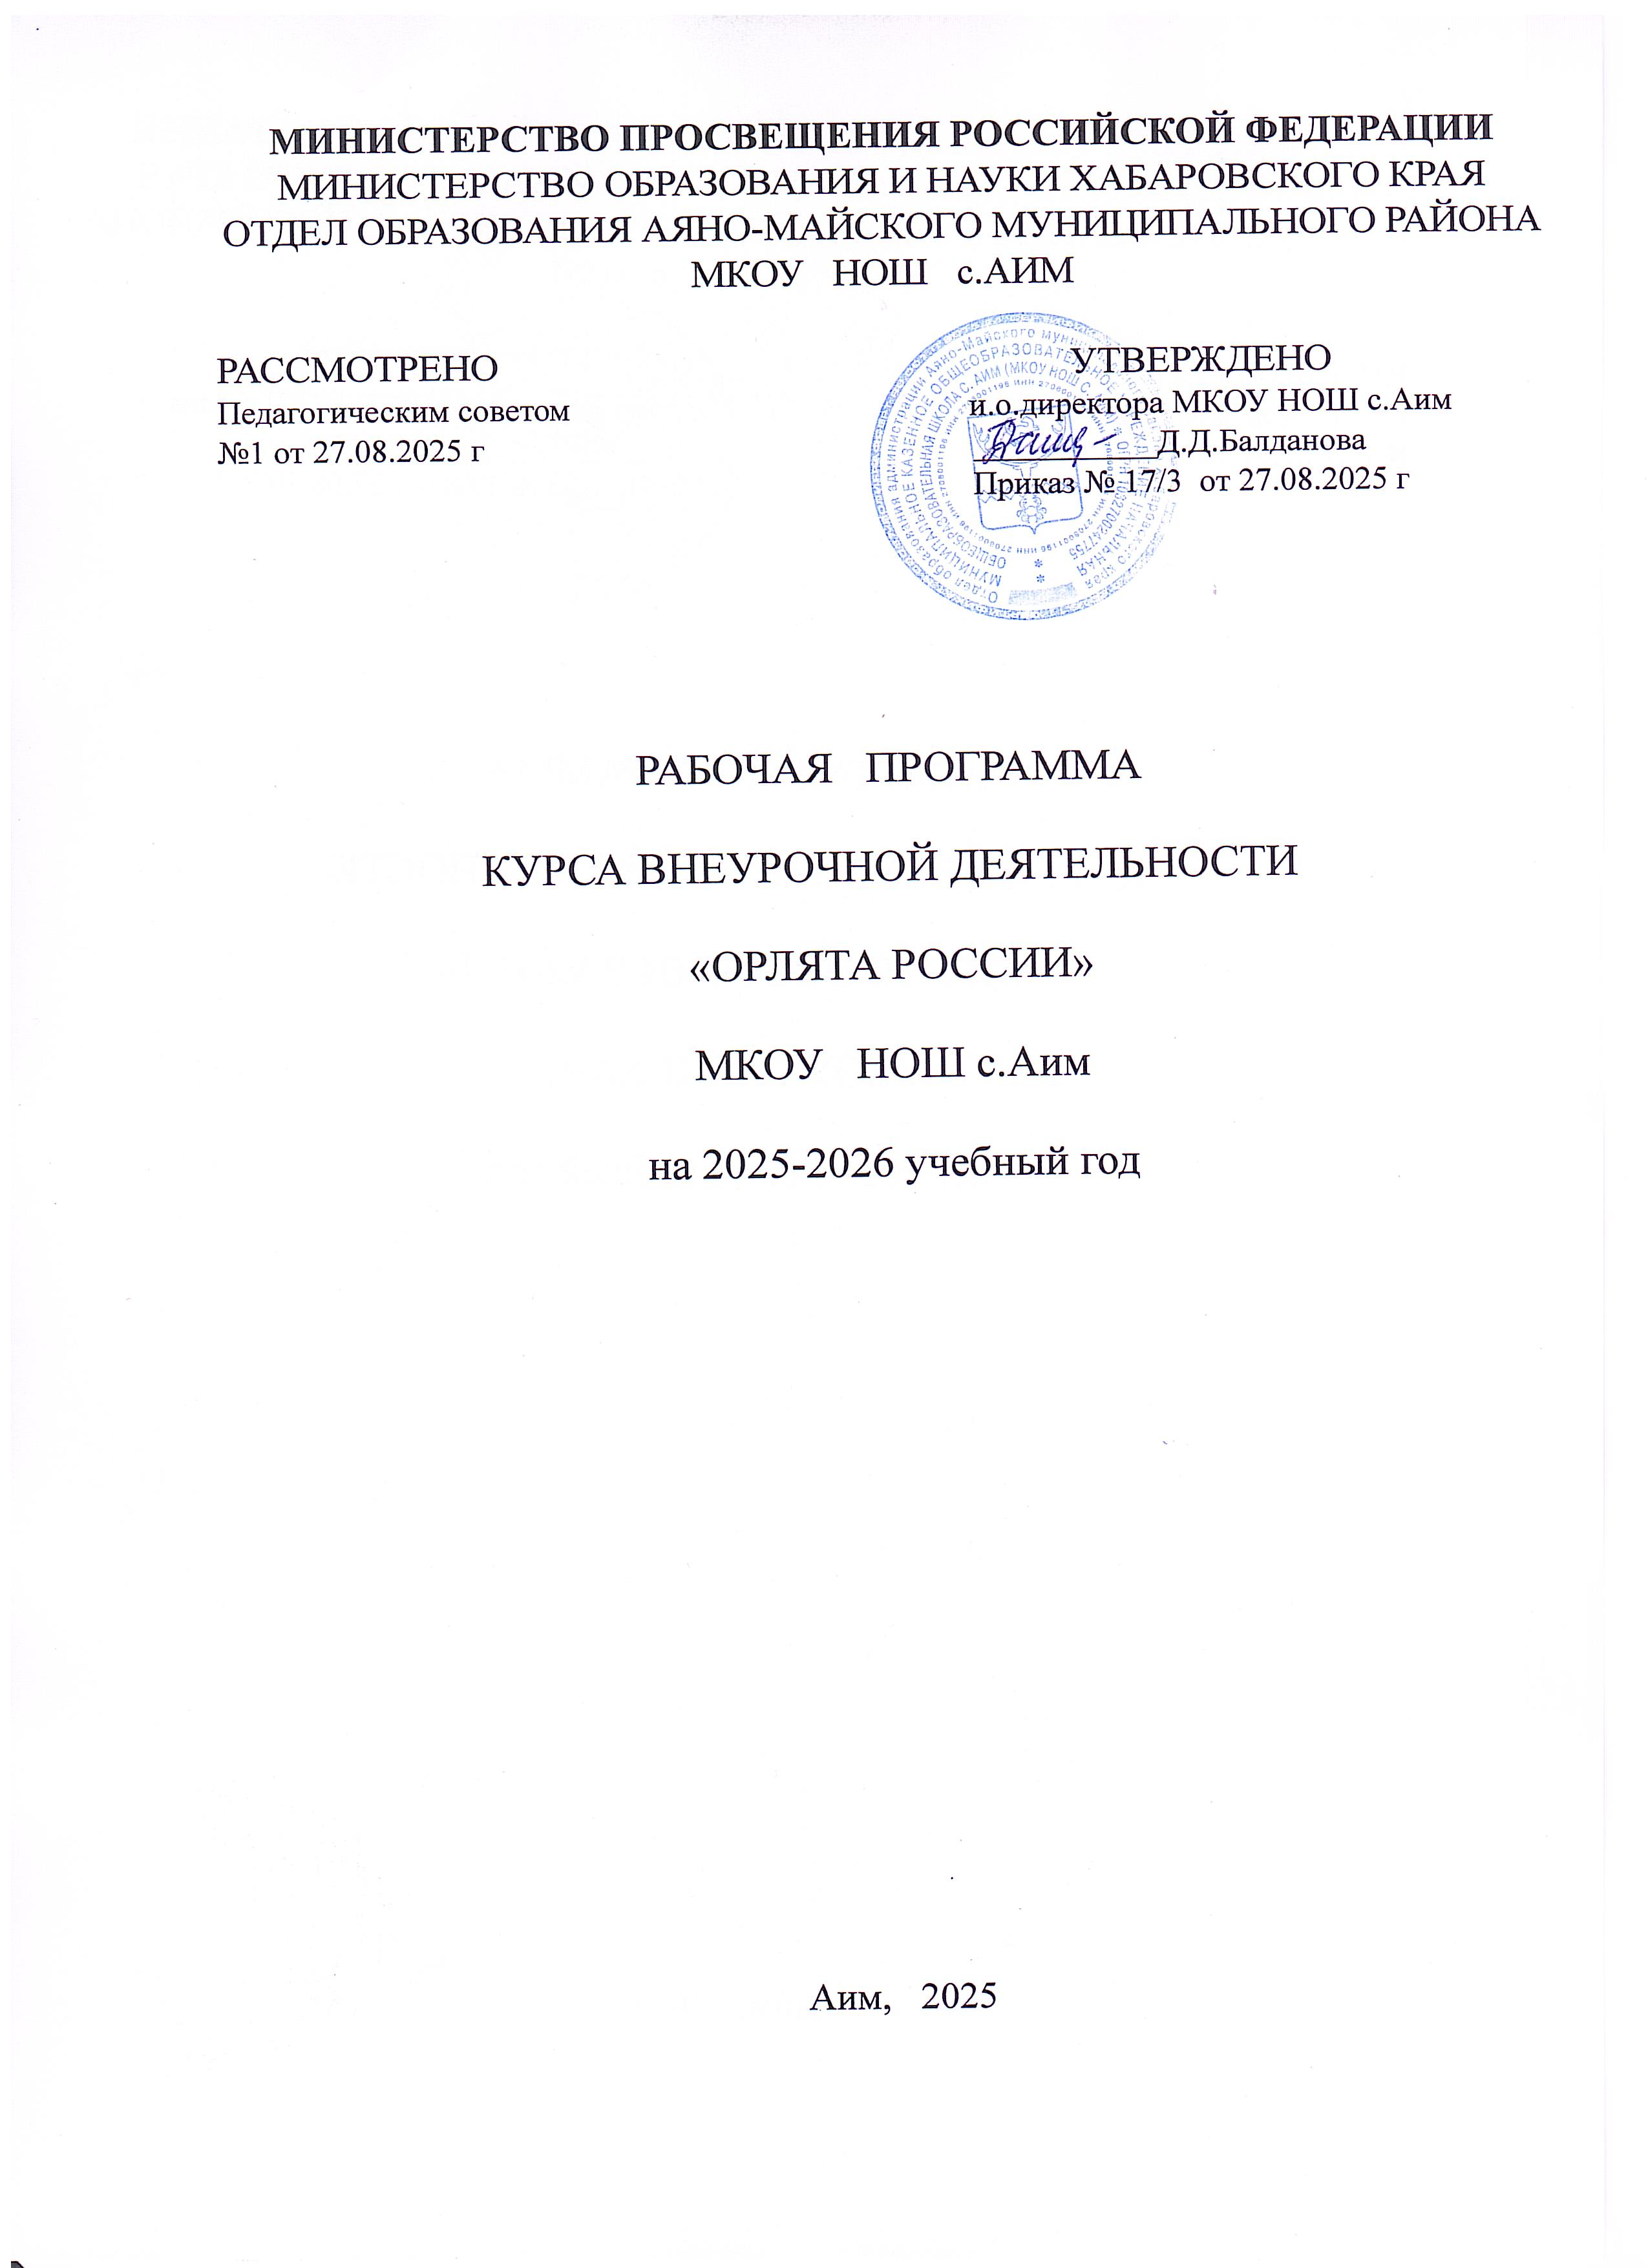 МИНИСТЕРСТВО ПРОСВЕЩЕНИЯ РОССИЙСКОЙ ФЕДЕРАЦИИ
МИНИСТЕРСТВО ОБРАЗОВАНИЯ И НАУКИ ХАБАРОВСКОГО КРАЯ
ОТДЕЛ ОБРАЗОВАНИЯ АЯНО-МАЙСКОГО МУНИЦИПАЛЬНОГО РАЙОНА
МКОУ НОШ с.АИМ
РАССМОТРЕНО
Педагогическим советом
№1 от 27.08.2025 г
УТВЕРЖДЕНО
и.о.директора МКОУ НОШ с.Аим
Д.Д.Балданова
Приказ № 17/3 от 27.08.2025 г
РАБОЧАЯ ПРОГРАММА
КУРСА ВНЕУРОЧНОЙ ДЕЯТЕЛЬНОСТИ
«ОРЛЯТА РОССИИ»
МКОУ НОШ с.Аим
на 2025-2026 учебный год
Аим, 2025